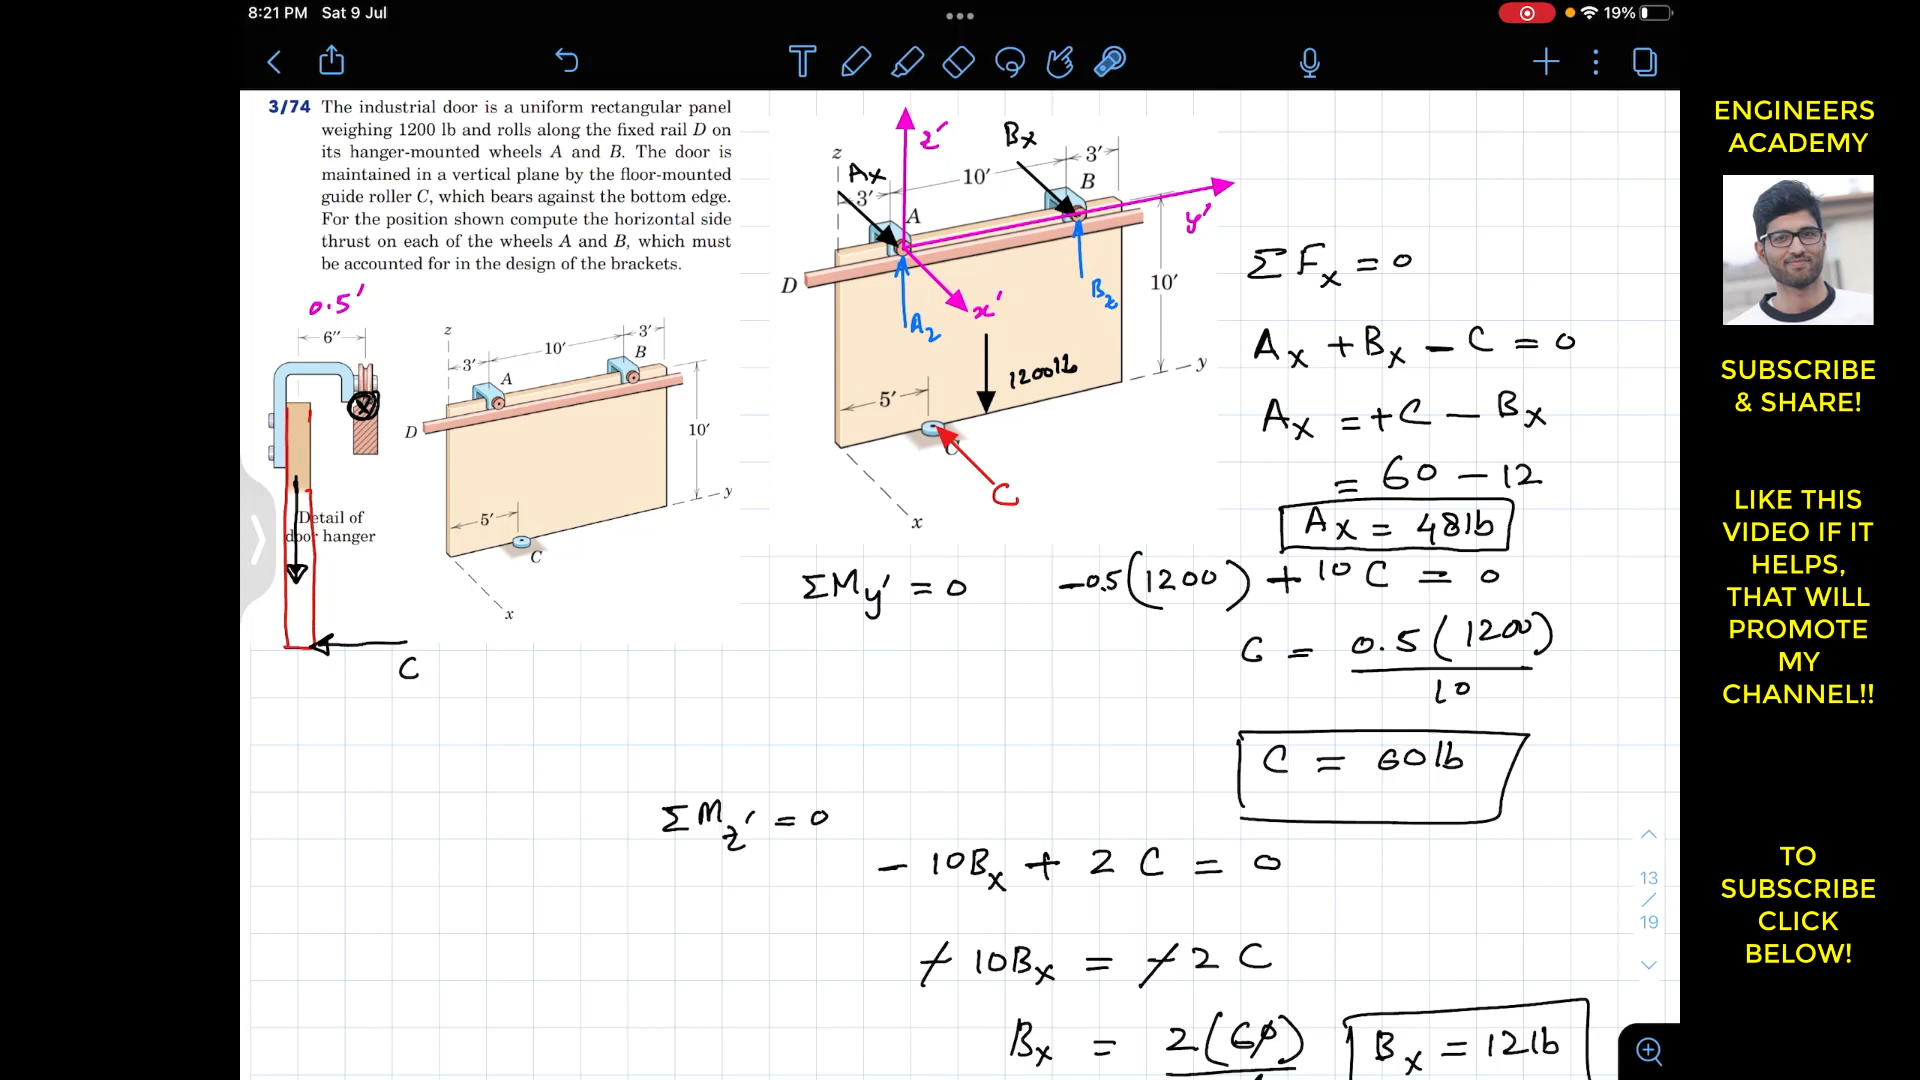 8:21 PM Sat 9 Jul
19%
3/74 The industrial door is a uniform rectangular panel
weighing 1200 lb and rolls along the fixed rail D on
its hanger-mounted wheels A and B. The door is
maintained in a vertical plane by the floor-mounted
guide roller C, which bears against the bottom edge.
For the position shown compute the horizontal side
thrust on each of the wheels A and B, which must
be accounted for in the design of the brackets.
0.5'
6"
Detail of
door hanger
C
z
3'
10'
3'
A
B
D
10'
5'
C
y
x
z
z'
Ax
Bx
3'
10'
3'
A
B
y'
D
x'
Az
Bz
10'
1200lb
5'
C
C
y
x
ΣFx = 0
Ax + Bx − C = 0
Ax = +C − Bx
= 60 − 12
Ax = 48lb
ΣMy' = 0 −0.5(1200) + 10 C = 0
C = 0.5(1200)
10
C = 60lb
ΣMz' = 0
− 10Bx + 2 C = 0
− 10Bx = − 2 C
Bx = 2(60) Bx = 12lb
13
/
19
ENGINEERS
ACADEMY
SUBSCRIBE
& SHARE!
LIKE THIS
VIDEO IF IT
HELPS,
THAT WILL
PROMOTE
MY
CHANNEL!!
TO
SUBSCRIBE
CLICK
BELOW!